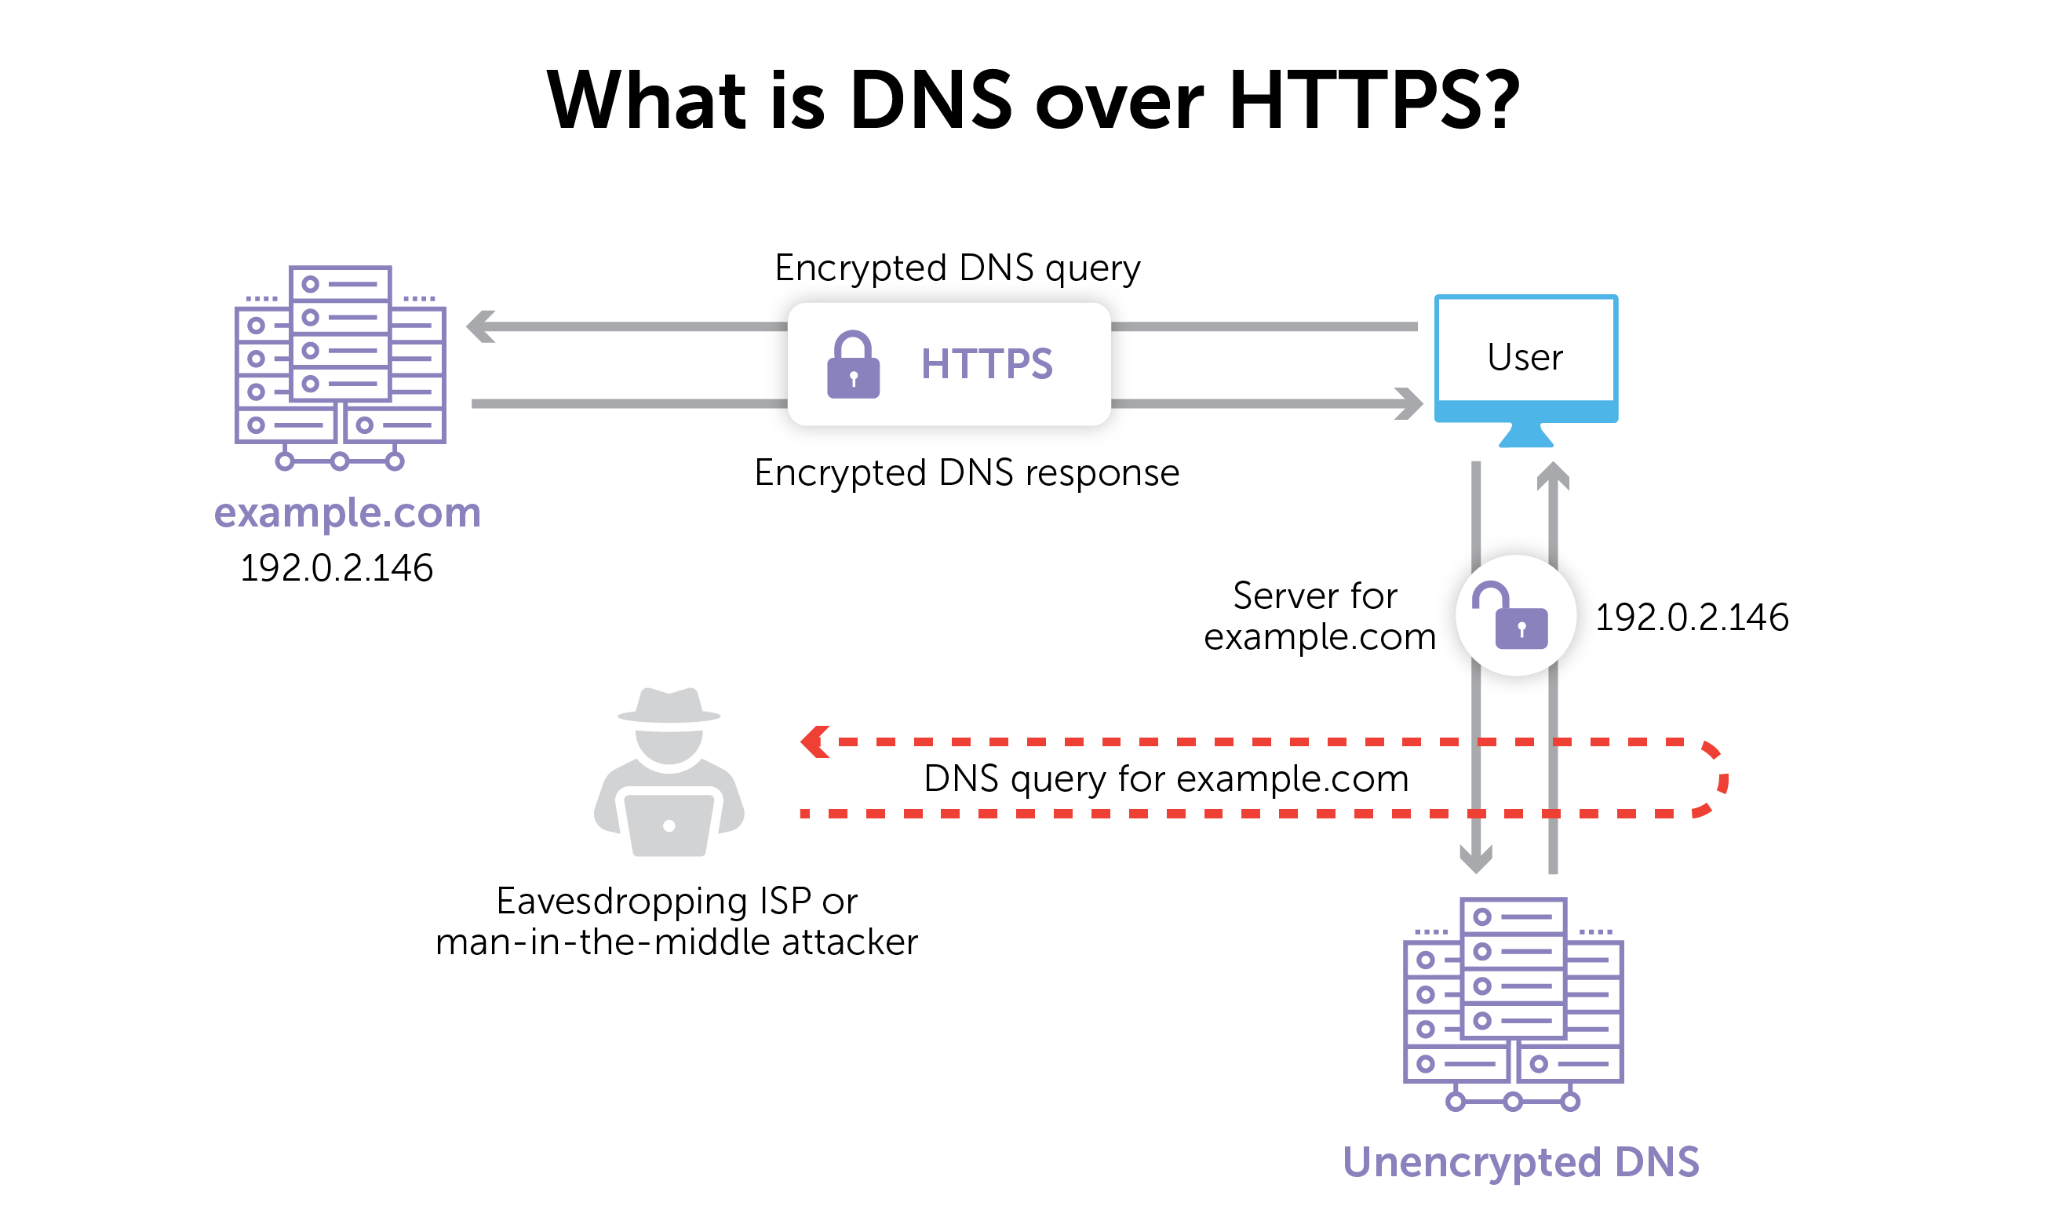 What is DNS over HTTPS?
Encrypted DNS query
HTTPS
User
Encrypted DNS response
example.com
192.0.2.146
Server for
example.com
192.0.2.146
DNS query for example.com
Eavesdropping ISP or
man-in-the-middle attacker
Unencrypted DNS